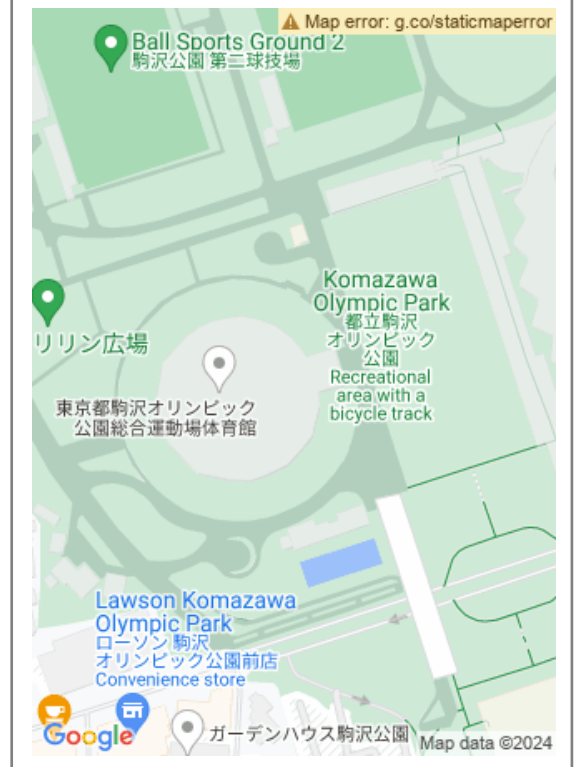 Map error: g.co/staticmaperror
Ball Sports Ground 2
駒沢公園 第二球技場
Komazawa
Olympic Park
都立駒沢
オリンピック
公園
Recreational
area with a
bicycle track
リリン広場
東京都駒沢オリンピック
公園総合運動場体育館
Lawson Komazawa
Olympic Park
ローソン 駒沢
オリンピック公園前店
Convenience store
ガーデンハウス駒沢公園
Google
Map data ©2024